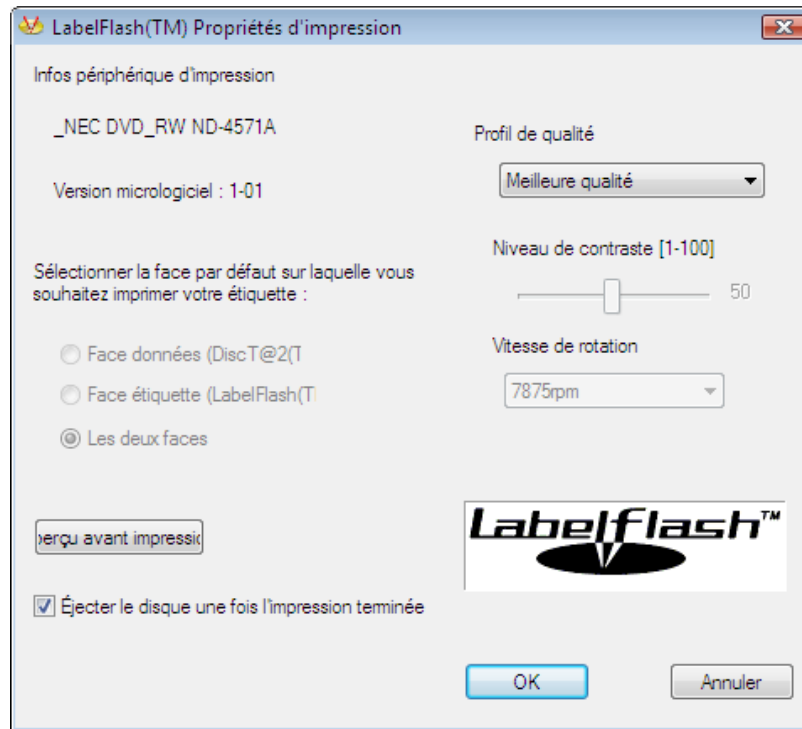 LabelFlash(TM) Propriétés d'impression
Infos périphérique d'impression
_NEC DVD_RW ND-4571A
Version micrologiciel : 1-01
Sélectionner la face par défaut sur laquelle vous
souhaitez imprimer votre étiquette :
Face données (DiscT@2(T
Face étiquette (LabelFlash(T
Les deux faces
perçu avant impressio
Éjecter le disque une fois l'impression terminée
Profil de qualité
Meilleure qualité
Niveau de contraste [1-100]
50
Vitesse de rotation
7875rpm
Labelflash™
OK
Annuler